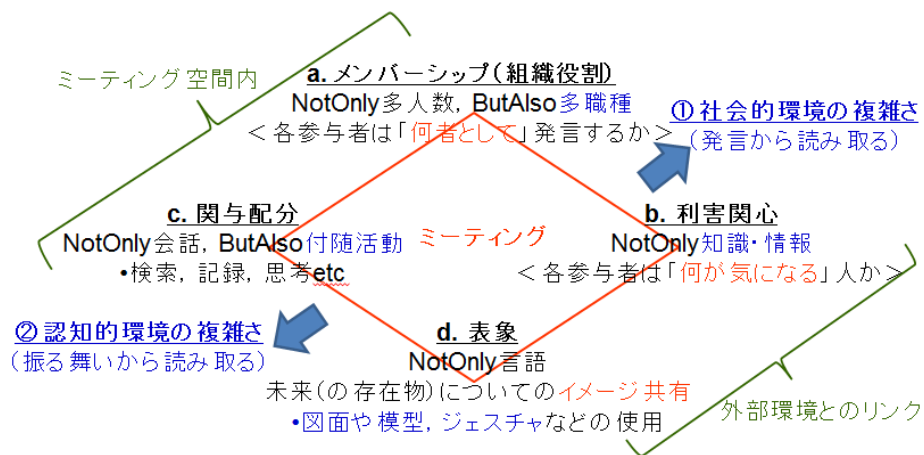 ミーティング空間内
a. メンバーシップ(組織役割)
NotOnly多人数, ButAlso多職種
<各参与者は「何者として」発言するか>
①社会的環境の複雑さ
(発言から読み取る)
c. 関与配分
NotOnly会話, ButAlso付随活動
•検索, 記録, 思考etc
ミーティング
b. 利害関心
NotOnly知識・情報
<各参与者は「何が気になる」人か>
②認知的環境の複雑さ
(振る舞いから読み取る)
d. 表象
NotOnly言語
未来(の存在物)についてのイメージ共有
•図面や模型, ジェスチャなどの使用
外部環境とのリンク